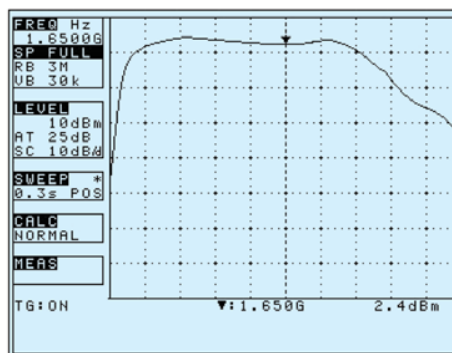 FREQ Hz
1.6500G
SP FULL
RB 3M
VB 30k
LEVEL
10dBm
AT 25dB
SC 10dB/d
SWEEP *
0.3s POS
CALC
NORMAL
MEAS
TG:ON ▼:1.650G 2.4dBm